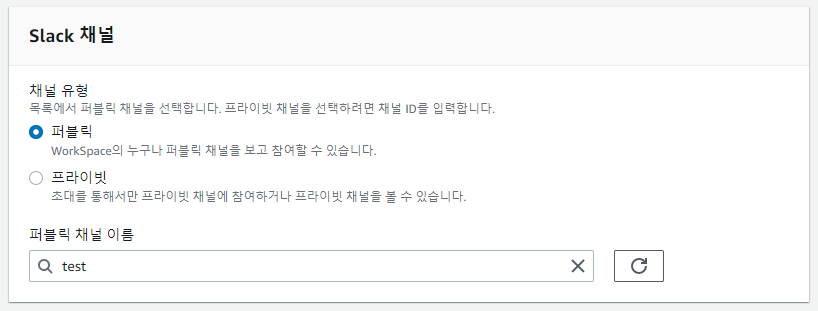 Slack 채널
채널 유형
목록에서 퍼블릭 채널을 선택합니다. 프라이빗 채널을 선택하려면 채널 ID를 입력합니다.
퍼블릭
WorkSpace의 누구나 퍼블릭 채널을 보고 참여할 수 있습니다.
프라이빗
초대를 통해서만 프라이빗 채널에 참여하거나 프라이빗 채널을 볼 수 있습니다.
퍼블릭 채널 이름
test